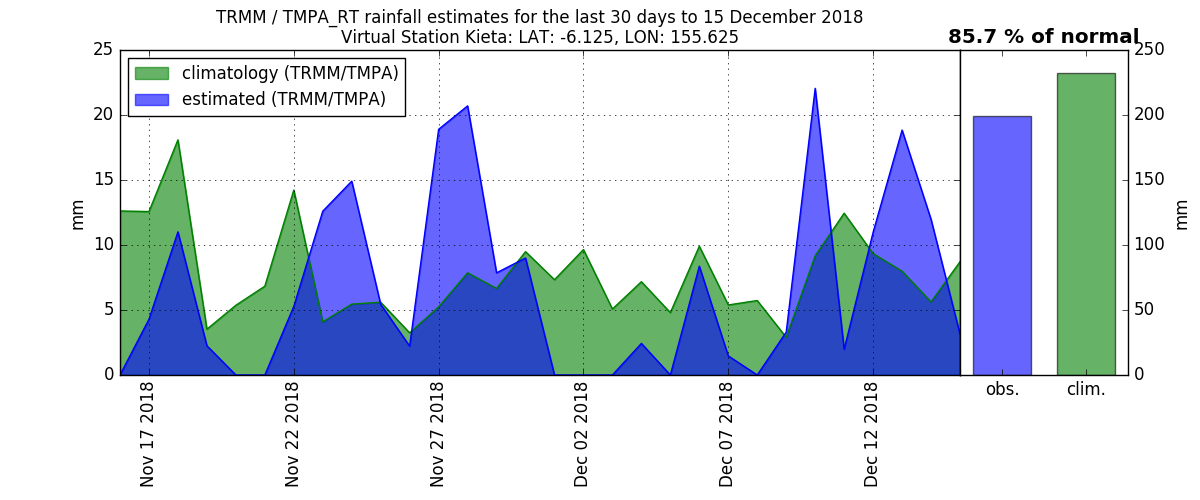 TRMM / TMPA_RT rainfall estimates for the last 30 days to 15 December 2018
Virtual Station Kieta: LAT: -6.125, LON: 155.625
85.7 % of normal
climatology (TRMM/TMPA)
estimated (TRMM/TMPA)
25
20
15
10
5
0
mm
Nov 17 2018
Nov 22 2018
Nov 27 2018
Dec 02 2018
Dec 07 2018
Dec 12 2018
obs.
clim.
250
200
150
100
50
0
mm